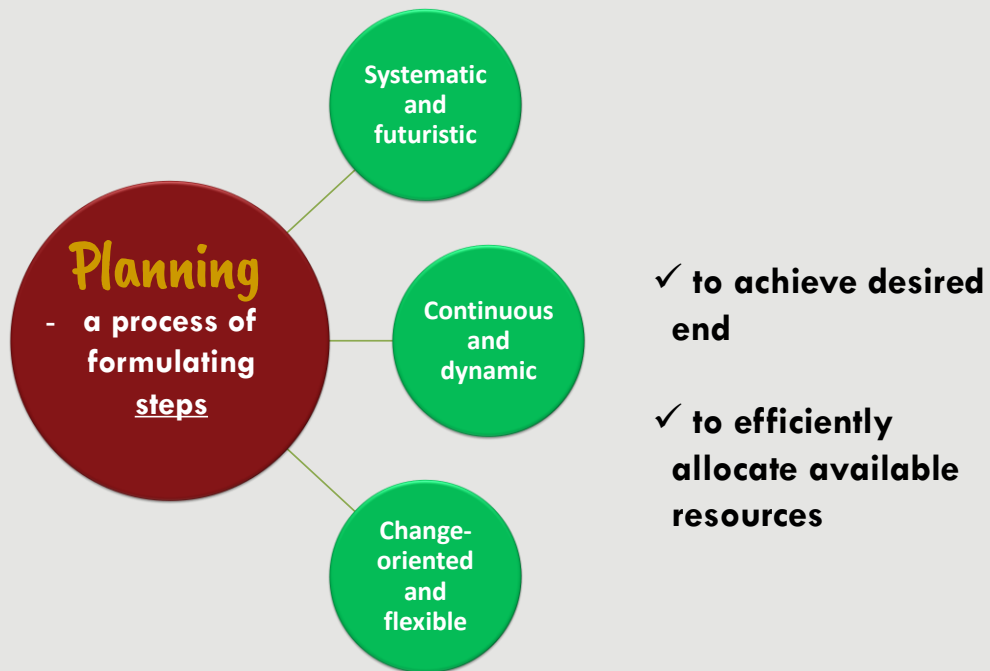 Systematic
and
futuristic
Planning
- a process of
formulating
steps
Continuous
and
dynamic
✓ to achieve desired
end
✓ to efficiently
allocate available
resources
Change-
oriented
and
flexible